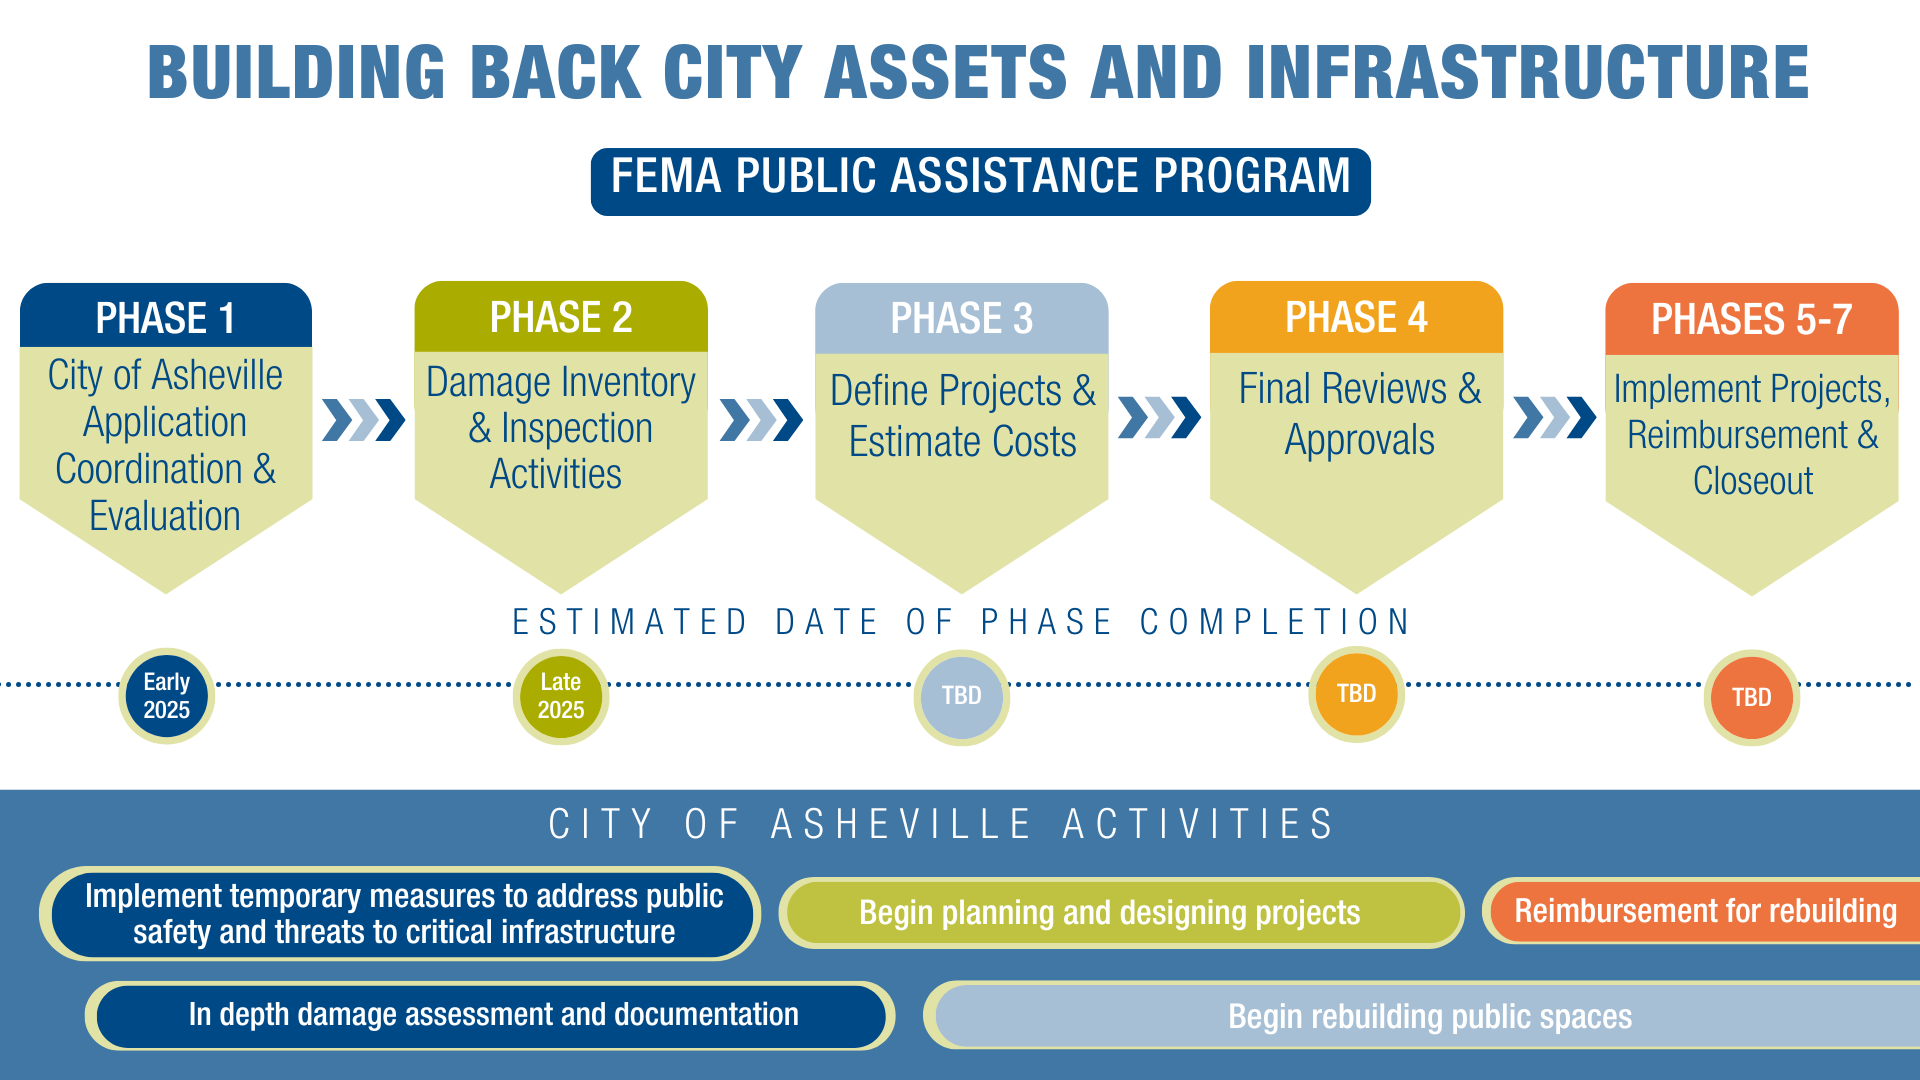 BUILDING BACK CITY ASSETS AND INFRASTRUCTURE
FEMA PUBLIC ASSISTANCE PROGRAM
PHASE 1
City of Asheville
Application
Coordination &
Evaluation
PHASE 2
Damage Inventory
& Inspection
Activities
PHASE 3
Define Projects &
Estimate Costs
PHASE 4
Final Reviews &
Approvals
PHASES 5-7
Implement Projects,
Reimbursement &
Closeout
ESTIMATED DATE OF PHASE COMPLETION
Early
2025
Late
2025
TBD
TBD
TBD
CITY OF ASHEVILLE ACTIVITIES
Implement temporary measures to address public
safety and threats to critical infrastructure
Begin planning and designing projects
Reimbursement for rebuilding
In depth damage assessment and documentation
Begin rebuilding public spaces